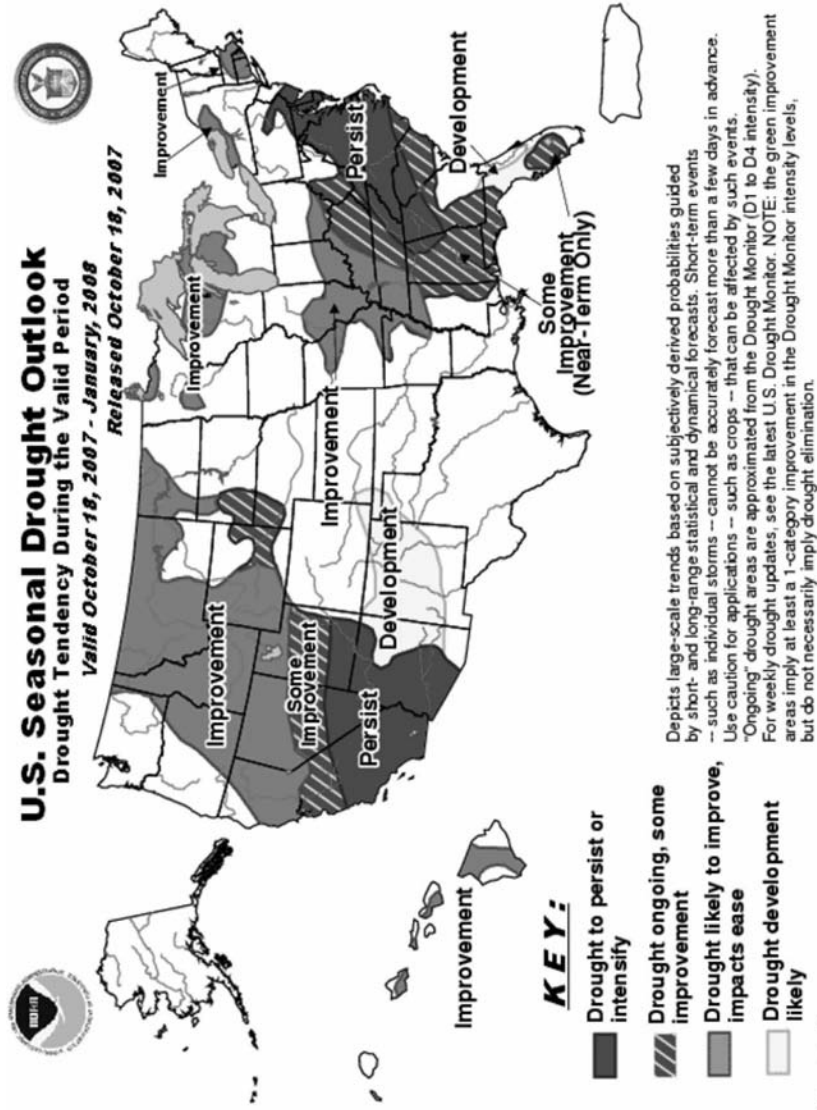 U.S. Seasonal Drought Outlook
Drought Tendency During the Valid Period
Valid October 18, 2007 - January, 2008
Released October 18, 2007
Improvement
Improvement
Improvement
Persist
Development
Some
Improvement
(Near-Term Only)
Improvement
Development
Some
Improvement
Persist
Improvement
Improvement
KEY:
Drought to persist or
intensify
Drought ongoing, some
improvement
Drought likely to improve,
impacts ease
Drought development
likely
Depicts large-scale trends based on subjectively derived probabilities guided
by short- and long-range statistical and dynamical forecasts. Short-term events
-- such as individual storms -- cannot be accurately forecast more than a few days in advance.
Use caution for applications -- such as crops -- that can be affected by such events.
"Ongoing" drought areas are approximated from the Drought Monitor (D1 to D4 intensity).
For weekly drought updates, see the latest U.S. Drought Monitor. NOTE: the green improvement
areas imply at least a 1-category improvement in the Drought Monitor intensity levels,
but do not necessarily imply drought elimination.